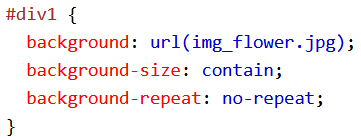 #div1 {
  background: url(img_flower.jpg);
  background-size: contain;
  background-repeat: no-repeat;
}